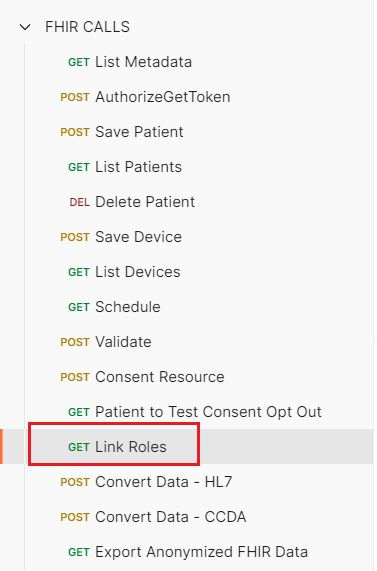 FHIR CALLS
GET List Metadata
POST AuthorizeGetToken
POST Save Patient
GET List Patients
DEL Delete Patient
POST Save Device
GET List Devices
GET Schedule
POST Validate
POST Consent Resource
GET Patient to Test Consent Opt Out
GET Link Roles
POST Convert Data - HL7
POST Convert Data - CCDA
GET Export Anonymized FHIR Data